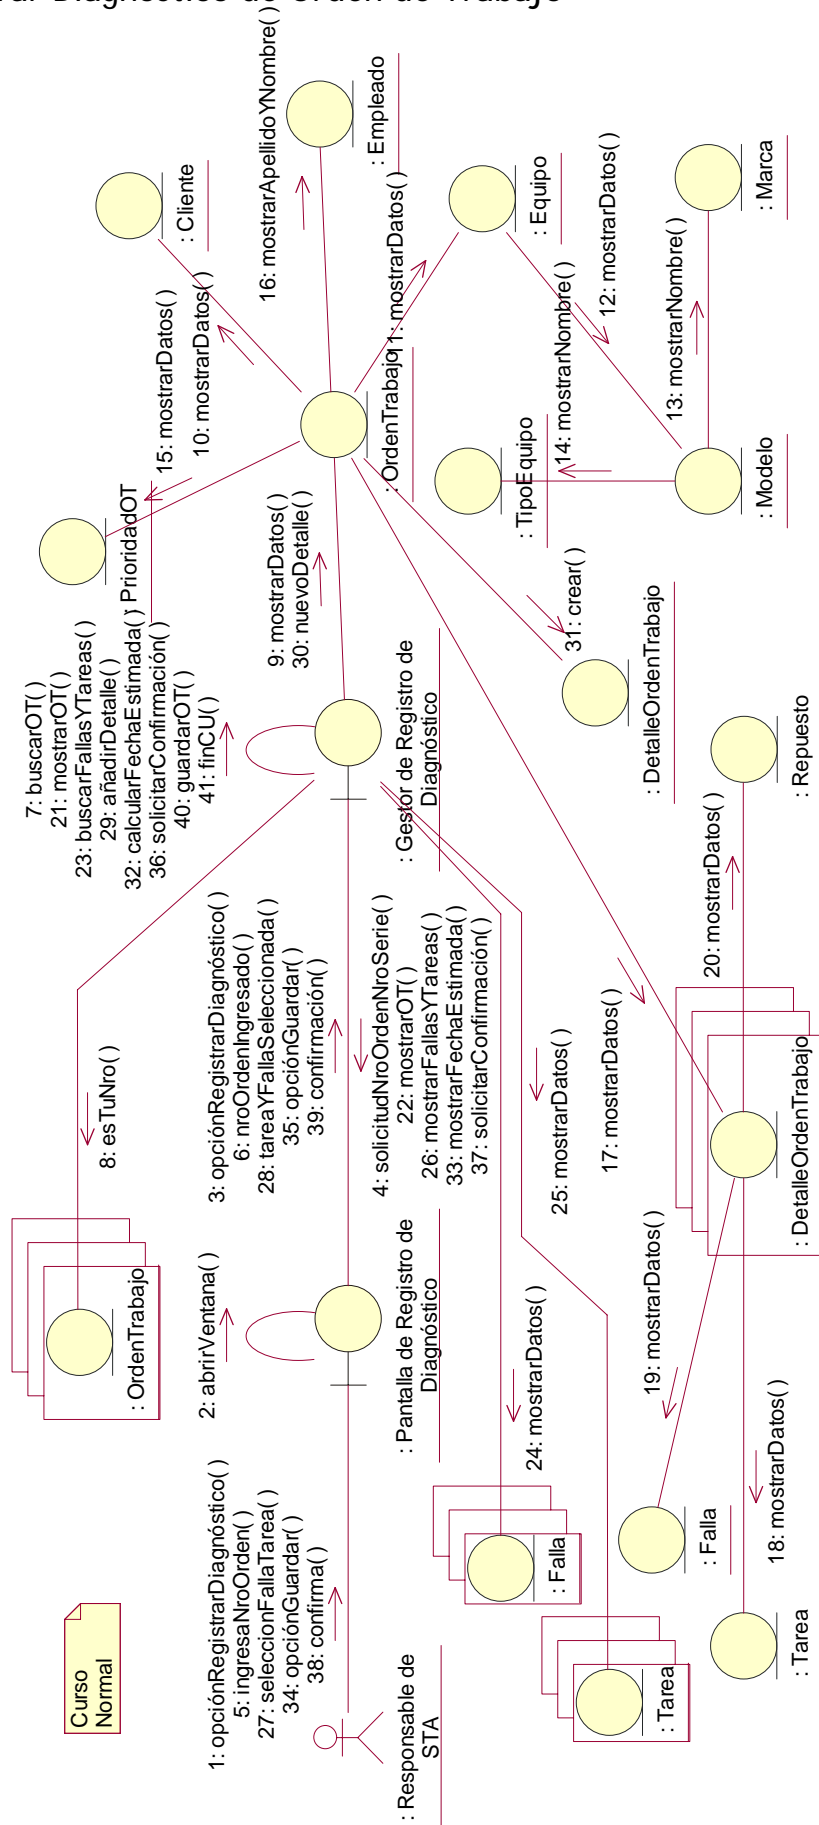 Diagnóstico de Orden de Trabajo
Curso
Normal
: Responsable de
STA
1: opciónRegistrarDiagnóstico( )
5: ingresaNroOrden( )
27: seleccionFallaTarea( )
34: opciónGuardar( )
38: confirma( )
2: abrirVentana( )
: Pantalla de Registro de
Diagnóstico
: OrdenTrabajo
8: esTuNro( )
3: opciónRegistrarDiagnóstico( )
6: nroOrdenIngresado( )
28: tareaYFallaSeleccionada( )
35: opciónGuardar( )
39: confirmación( )
4: solicitudNroOrdenNroSerie( )
22: mostrarOT( )
26: mostrarFallasYTareas( )
33: mostrarFechaEstimada( )
37: solicitarConfirmación( )
7: buscarOT( )
21: mostrarOT( )
23: buscarFallasYTareas( )
29: añadirDetalle( )
32: calcularFechaEstimada( )
36: solicitarConfirmación( )
40: guardarOT( )
41: finCU( )
: Gestor de Registro de
Diagnóstico
9: mostrarDatos( )
30: nuevoDetalle( )
: PrioridadOT
15: mostrarDatos( )
10: mostrarDatos( )
: Cliente
16: mostrarApellidoYNombre( )
: Empleado
: OrdenTrabajo
11: mostrarDatos( )
: Equipo
12: mostrarDatos( )
: TipoEquipo
14: mostrarNombre( )
13: mostrarNombre( )
: Marca
: Modelo
31: crear( )
: DetalleOrdenTrabajo
: Repuesto
20: mostrarDatos( )
17: mostrarDatos( )
25: mostrarDatos( )
24: mostrarDatos( )
: DetalleOrdenTrabajo
19: mostrarDatos( )
18: mostrarDatos( )
: Falla
: Falla
: Tarea
: Tarea